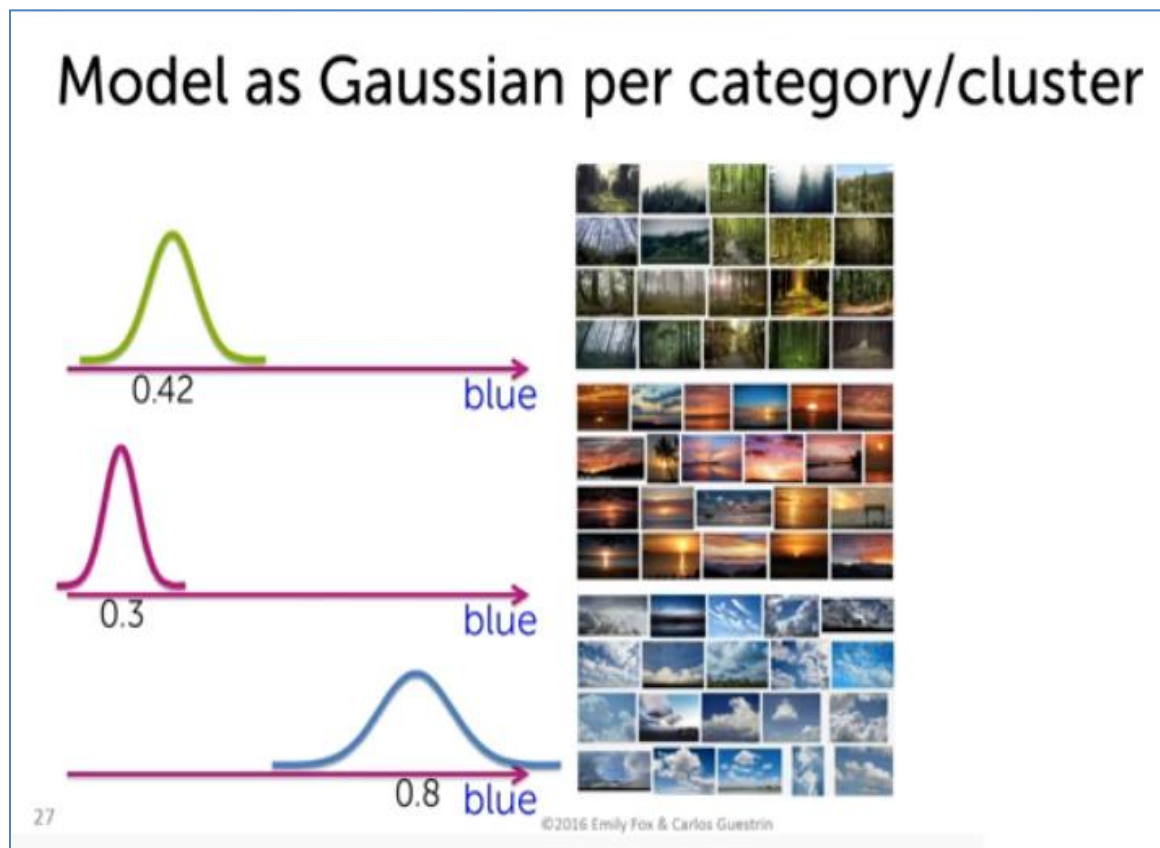 Model as Gaussian per category/cluster
0.42
blue
0.3
blue
0.8
blue
27
©2016 Emily Fox & Carlos Guestrin